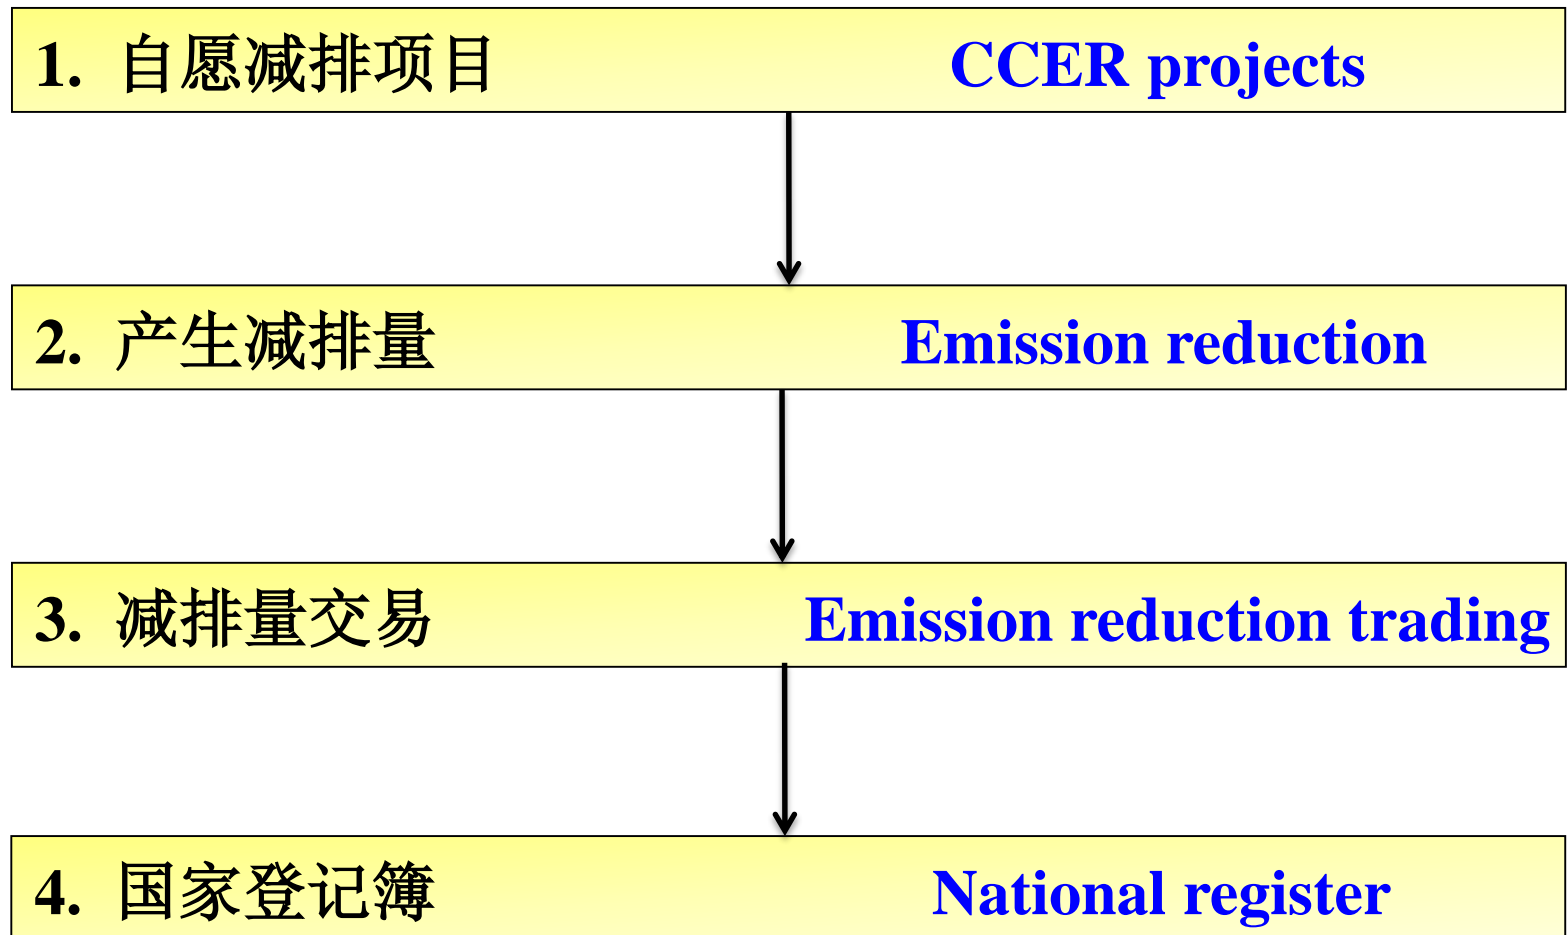 1. 自愿减排项目 CCER projects
2. 产生减排量 Emission reduction
3. 减排量交易 Emission reduction trading
4. 国家登记簿 National register